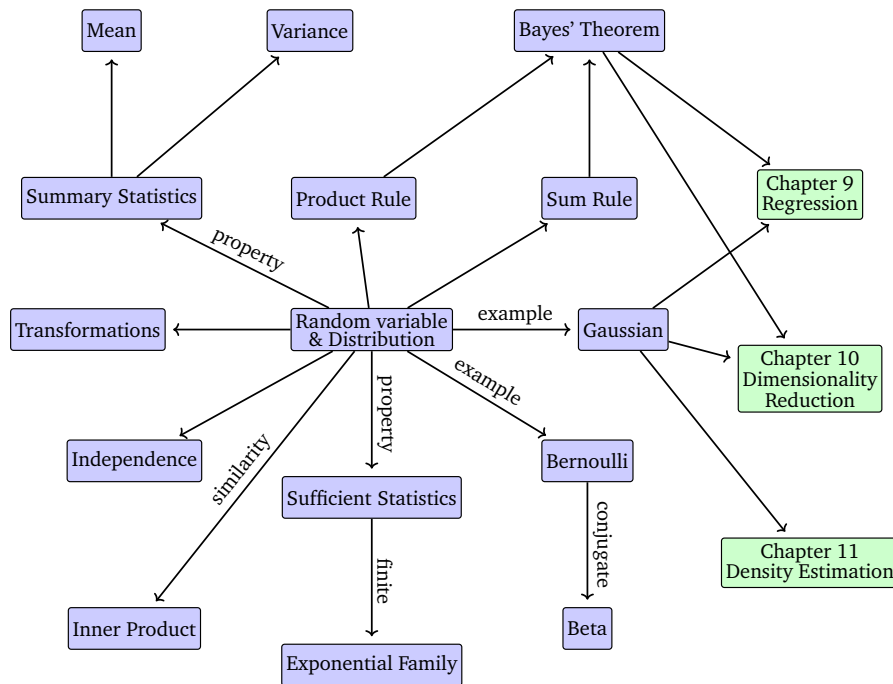 Mean
Variance
Bayes’ Theorem
Summary Statistics
Product Rule
Sum Rule
Chapter 9
Regression
property
Transformations
Random variable
& Distribution
example
Gaussian
Chapter 10
Dimensionality
Reduction
example
property
similarity
Independence
Sufficient Statistics
Bernoulli
conjugate
Chapter 11
Density Estimation
finite
Inner Product
Exponential Family
Beta